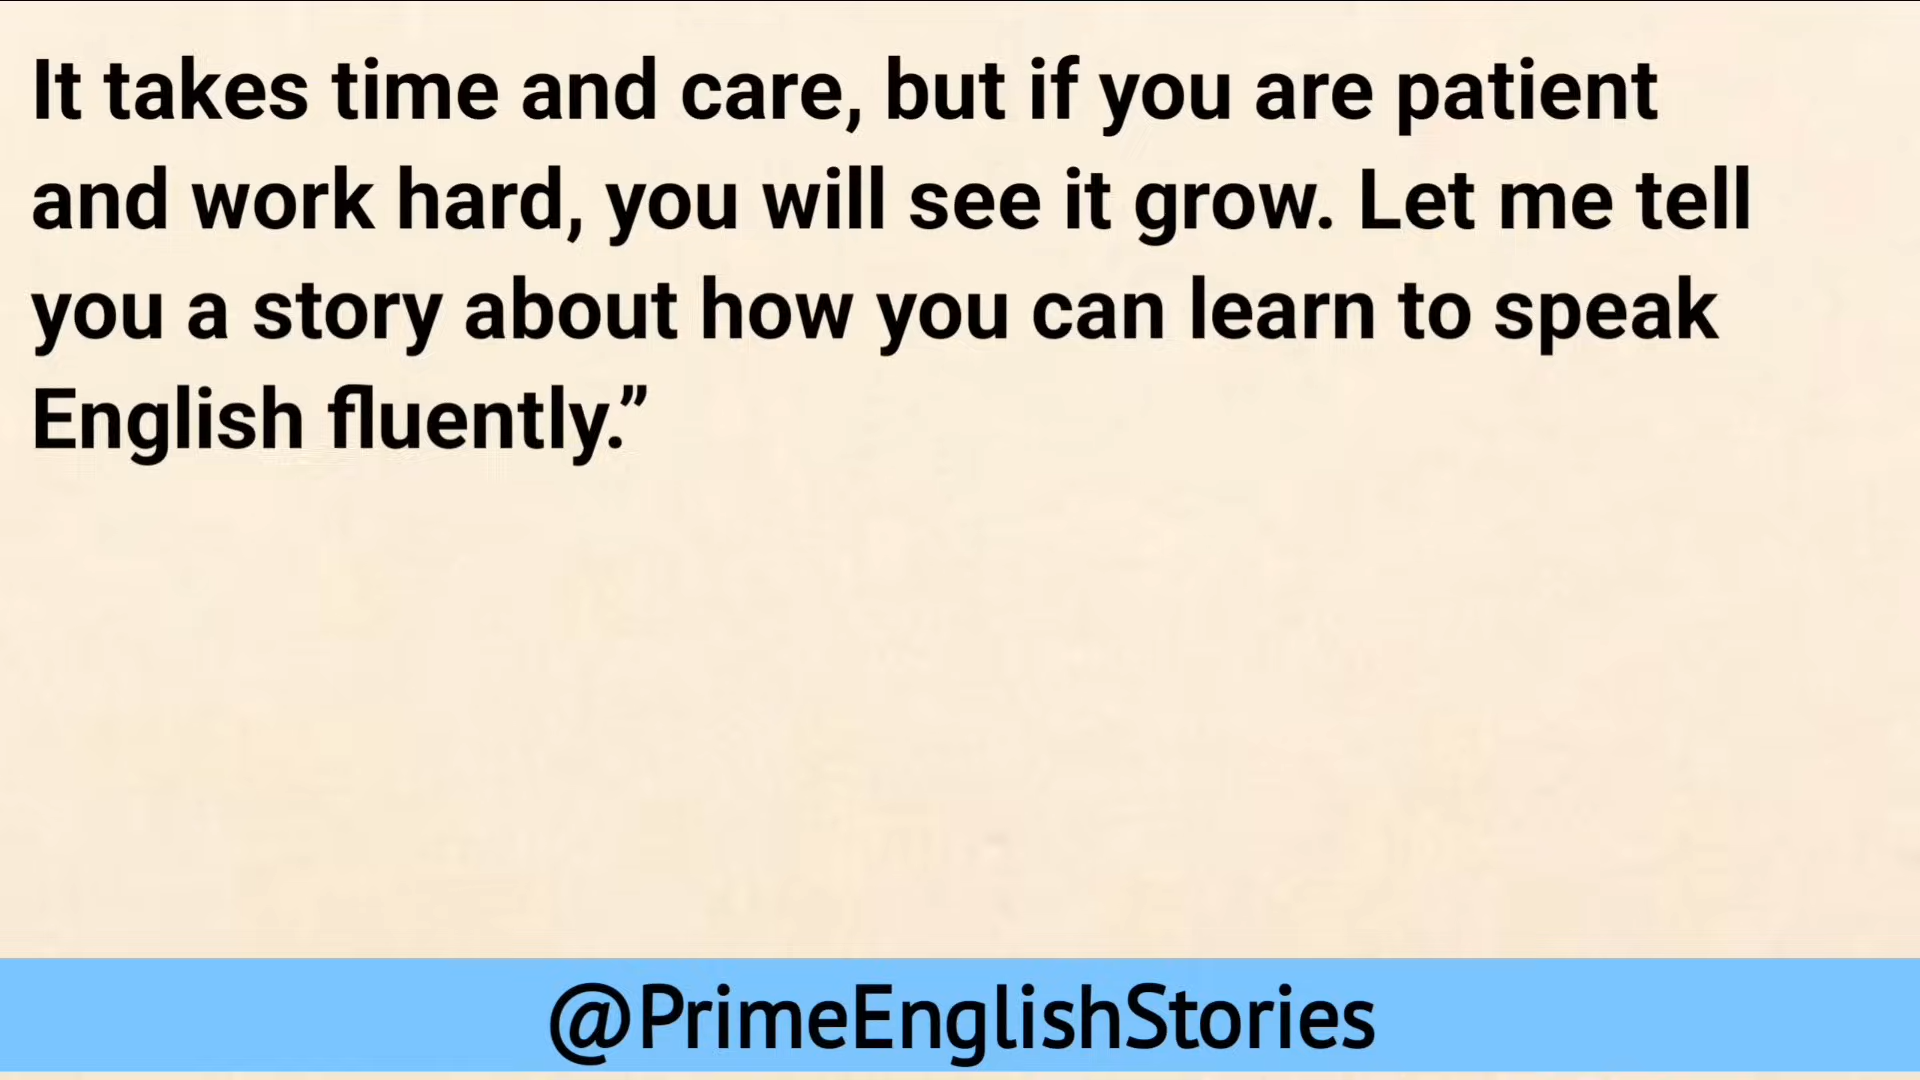 It takes time and care, but if you are patient
and work hard, you will see it grow. Let me tell
you a story about how you can learn to speak
English fluently.”
@PrimeEnglishStories